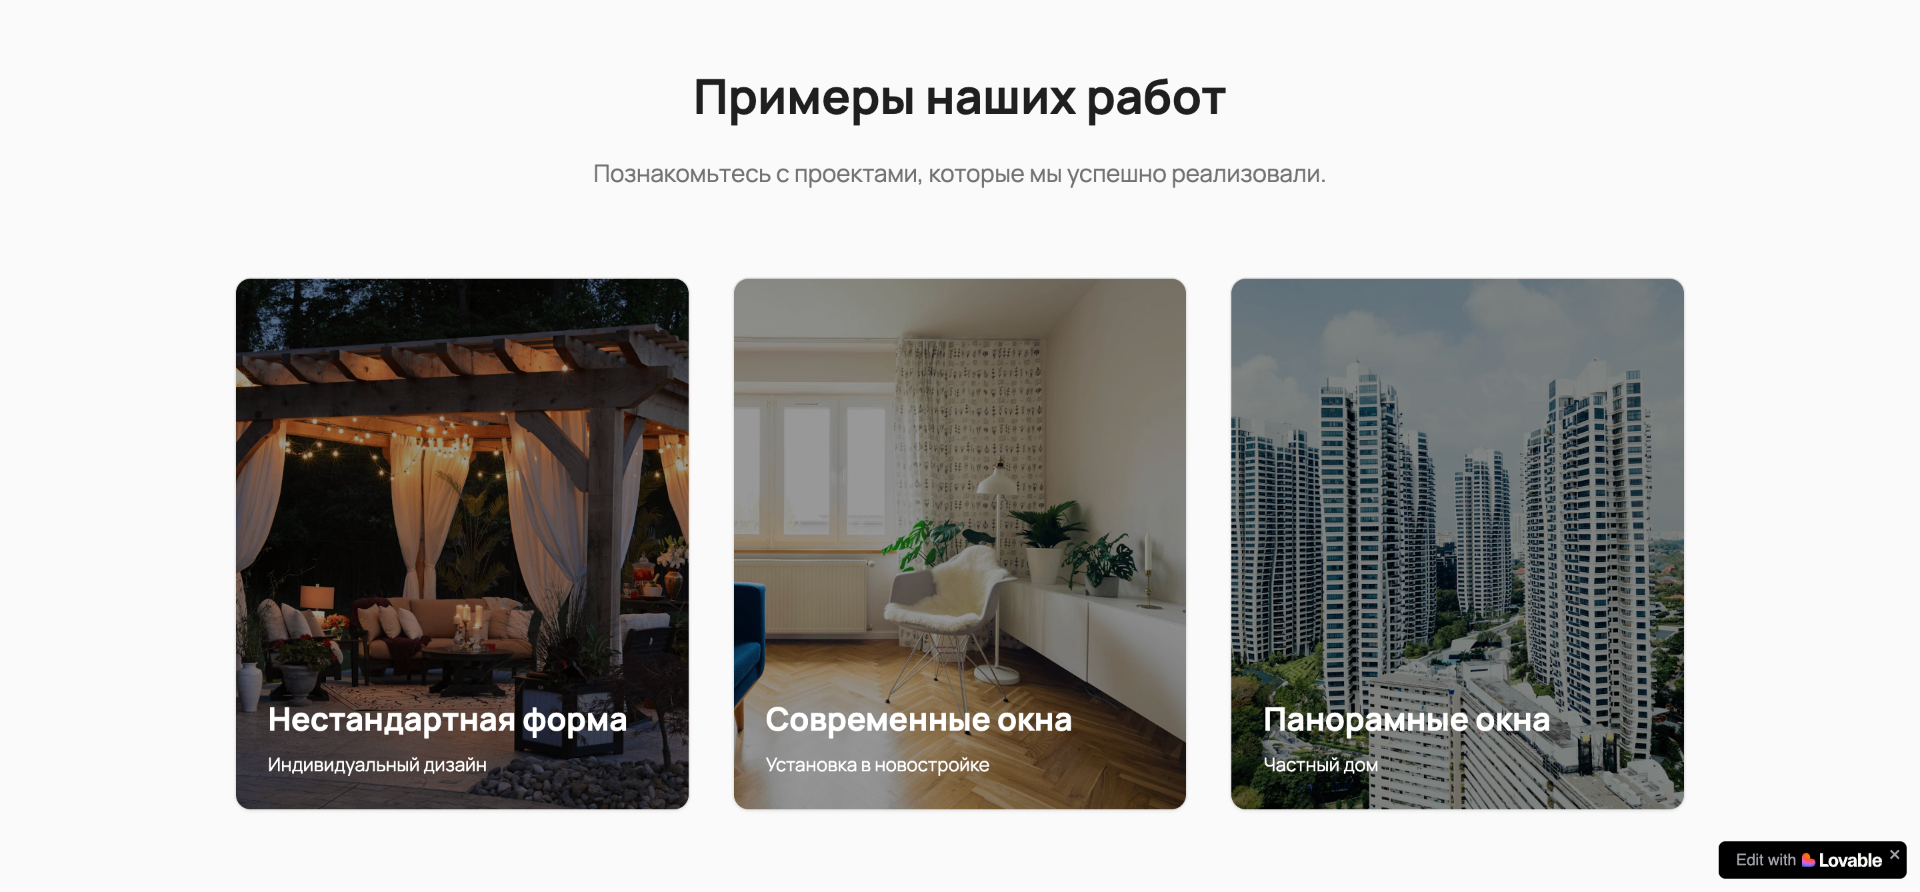 Примеры наших работ
Познакомьтесь с проектами, которые мы успешно реализовали.
Нестандартная форма
Индивидуальный дизайн
Современные окна
Установка в новостройке
Панорамные окна
Частный дом
Edit with Lovable